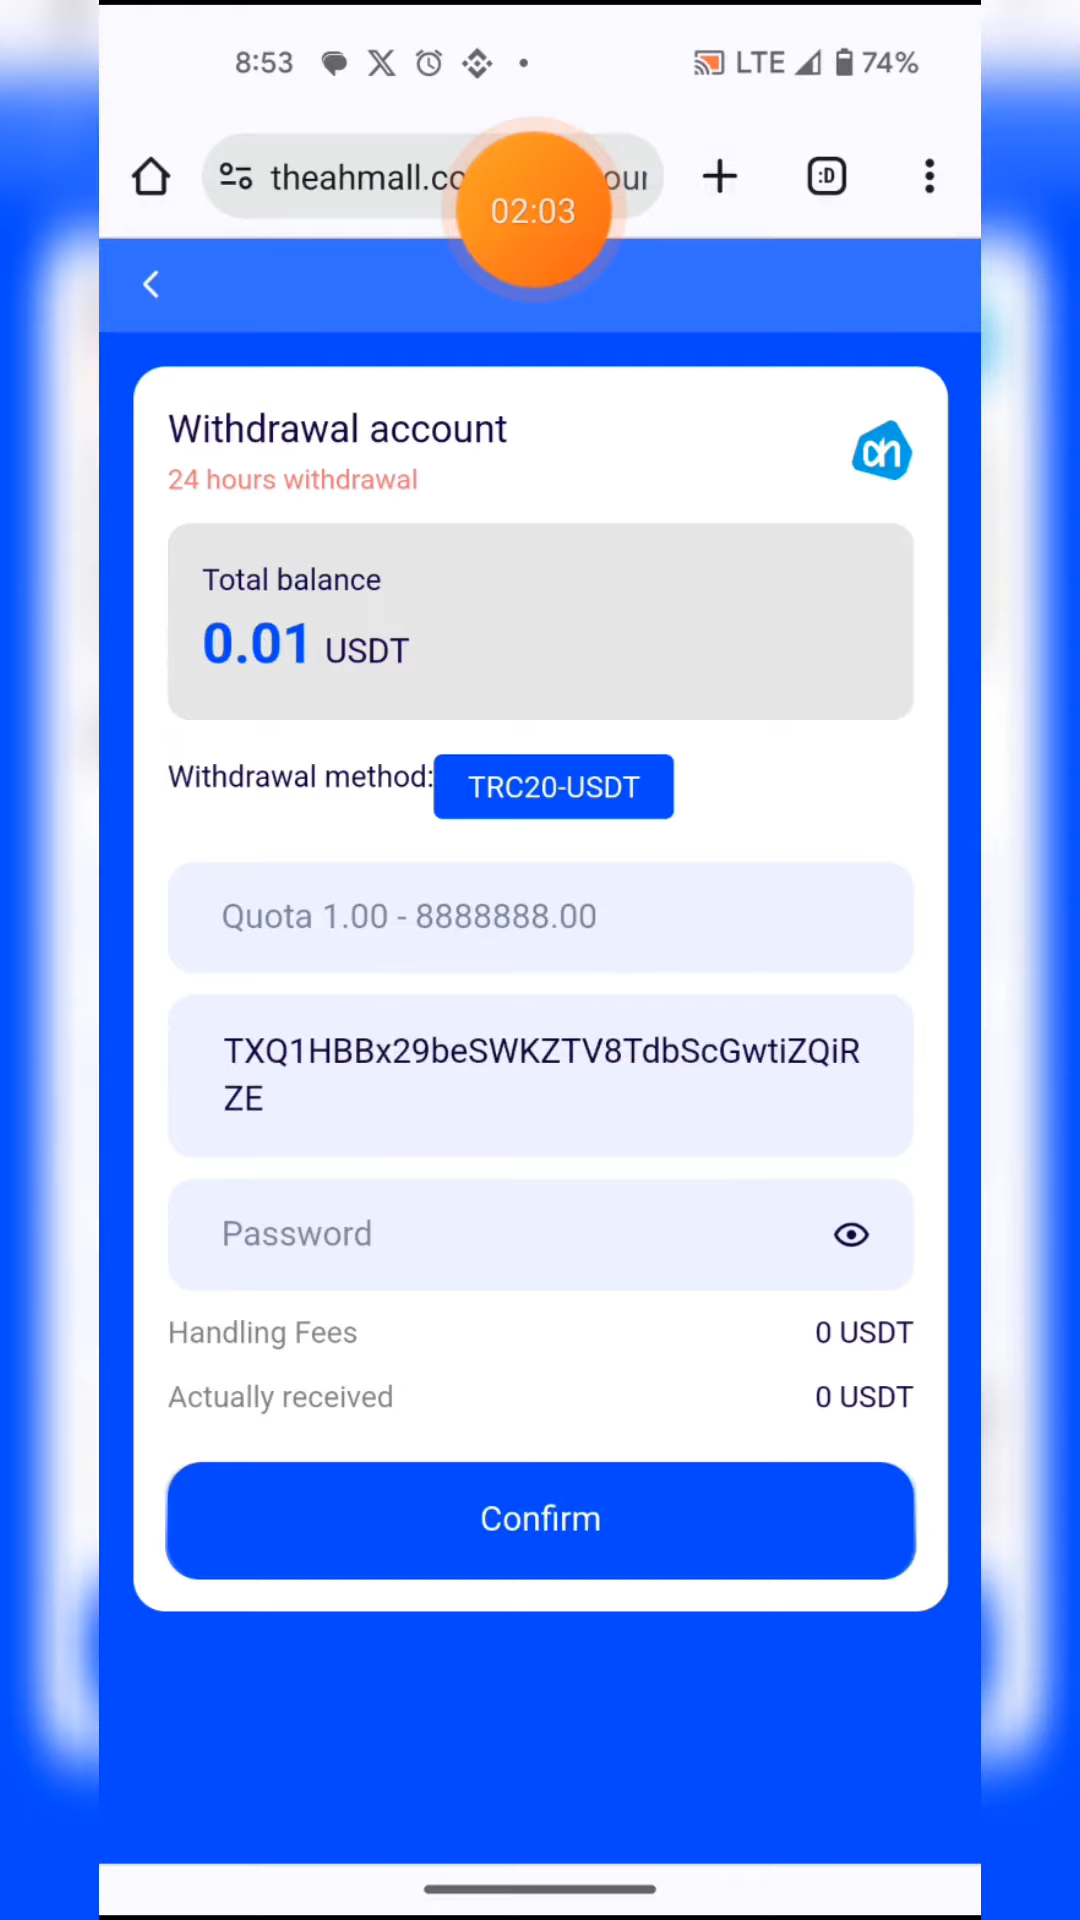 8:53 LTE 74%
theahmall.co our
:D
02:03
Withdrawal account
24 hours withdrawal
ah
Total balance
0.01 USDT
Withdrawal method: TRC20-USDT
Quota 1.00 - 8888888.00
TXQ1HBBx29beSWKZTV8TdbScGwtiZQiR
ZE
Password
Handling Fees 0 USDT
Actually received 0 USDT
Confirm